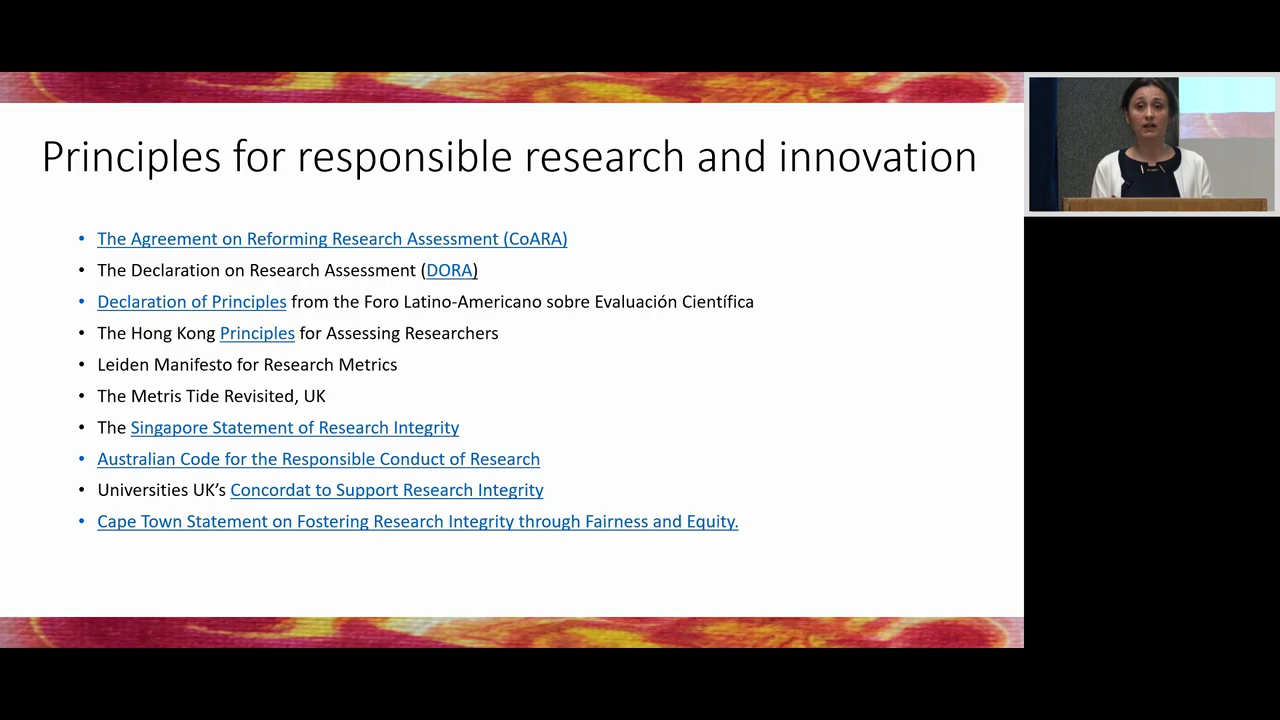 Principles for responsible research and innovation
• The Agreement on Reforming Research Assessment (CoARA)
• The Declaration on Research Assessment (DORA)
• Declaration of Principles from the Foro Latino-Americano sobre Evaluación Científica
• The Hong Kong Principles for Assessing Researchers
• Leiden Manifesto for Research Metrics
• The Metris Tide Revisited, UK
• The Singapore Statement of Research Integrity
• Australian Code for the Responsible Conduct of Research
• Universities UK’s Concordat to Support Research Integrity
• Cape Town Statement on Fostering Research Integrity through Fairness and Equity.